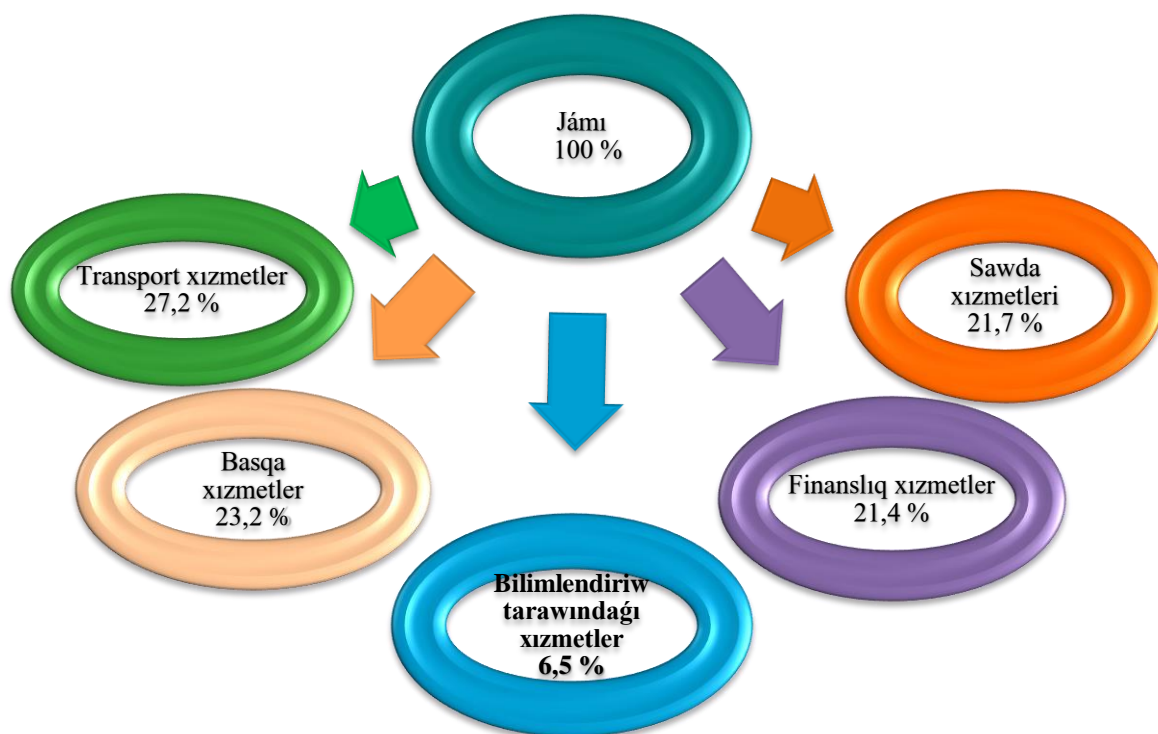 Jámı
100 %
Transport xızmetler
27,2 %
Sawda
xızmetleri
21,7 %
Basqa
xızmetler
23,2 %
Finanslıq xızmetler
21,4 %
Bilimlendiriw
tarawındaǵı
xızmetler
6,5 %